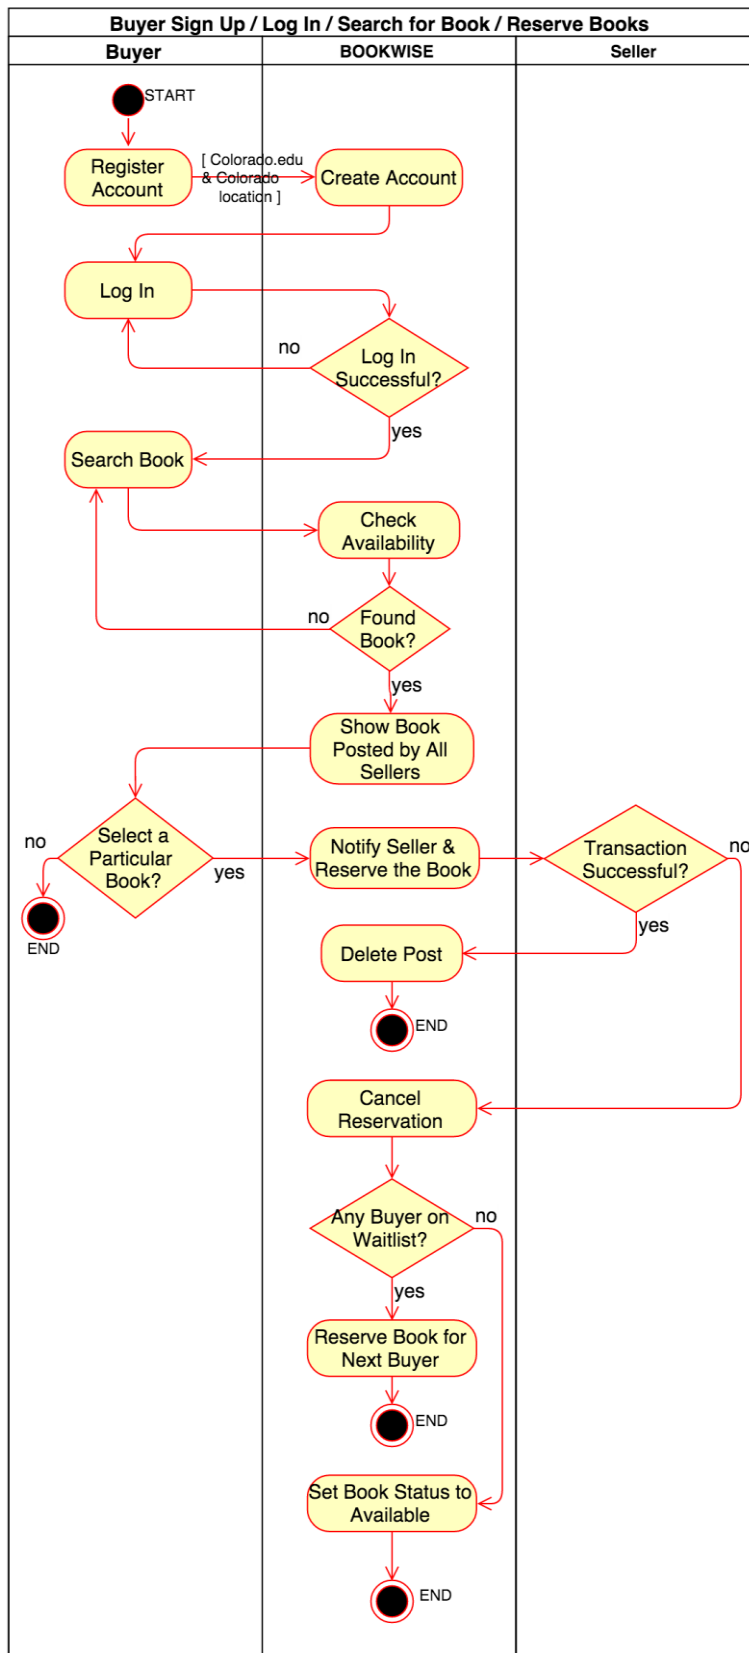 Buyer Sign Up / Log In / Search for Book / Reserve Books
Buyer
BOOKWISE
Seller
START
Register
Account
[ Colorado.edu
& Colorado
location ]
Create Account
Log In
no
Log In
Successful?
yes
Search Book
Check
Availability
no
Found
Book?
yes
Show Book
Posted by All
Sellers
no
Select a
Particular
Book?
yes
Notify Seller &
Reserve the Book
Transaction
Successful?
no
yes
END
Delete Post
END
Cancel
Reservation
Any Buyer on
Waitlist?
no
yes
Reserve Book for
Next Buyer
END
Set Book Status to
Available
END